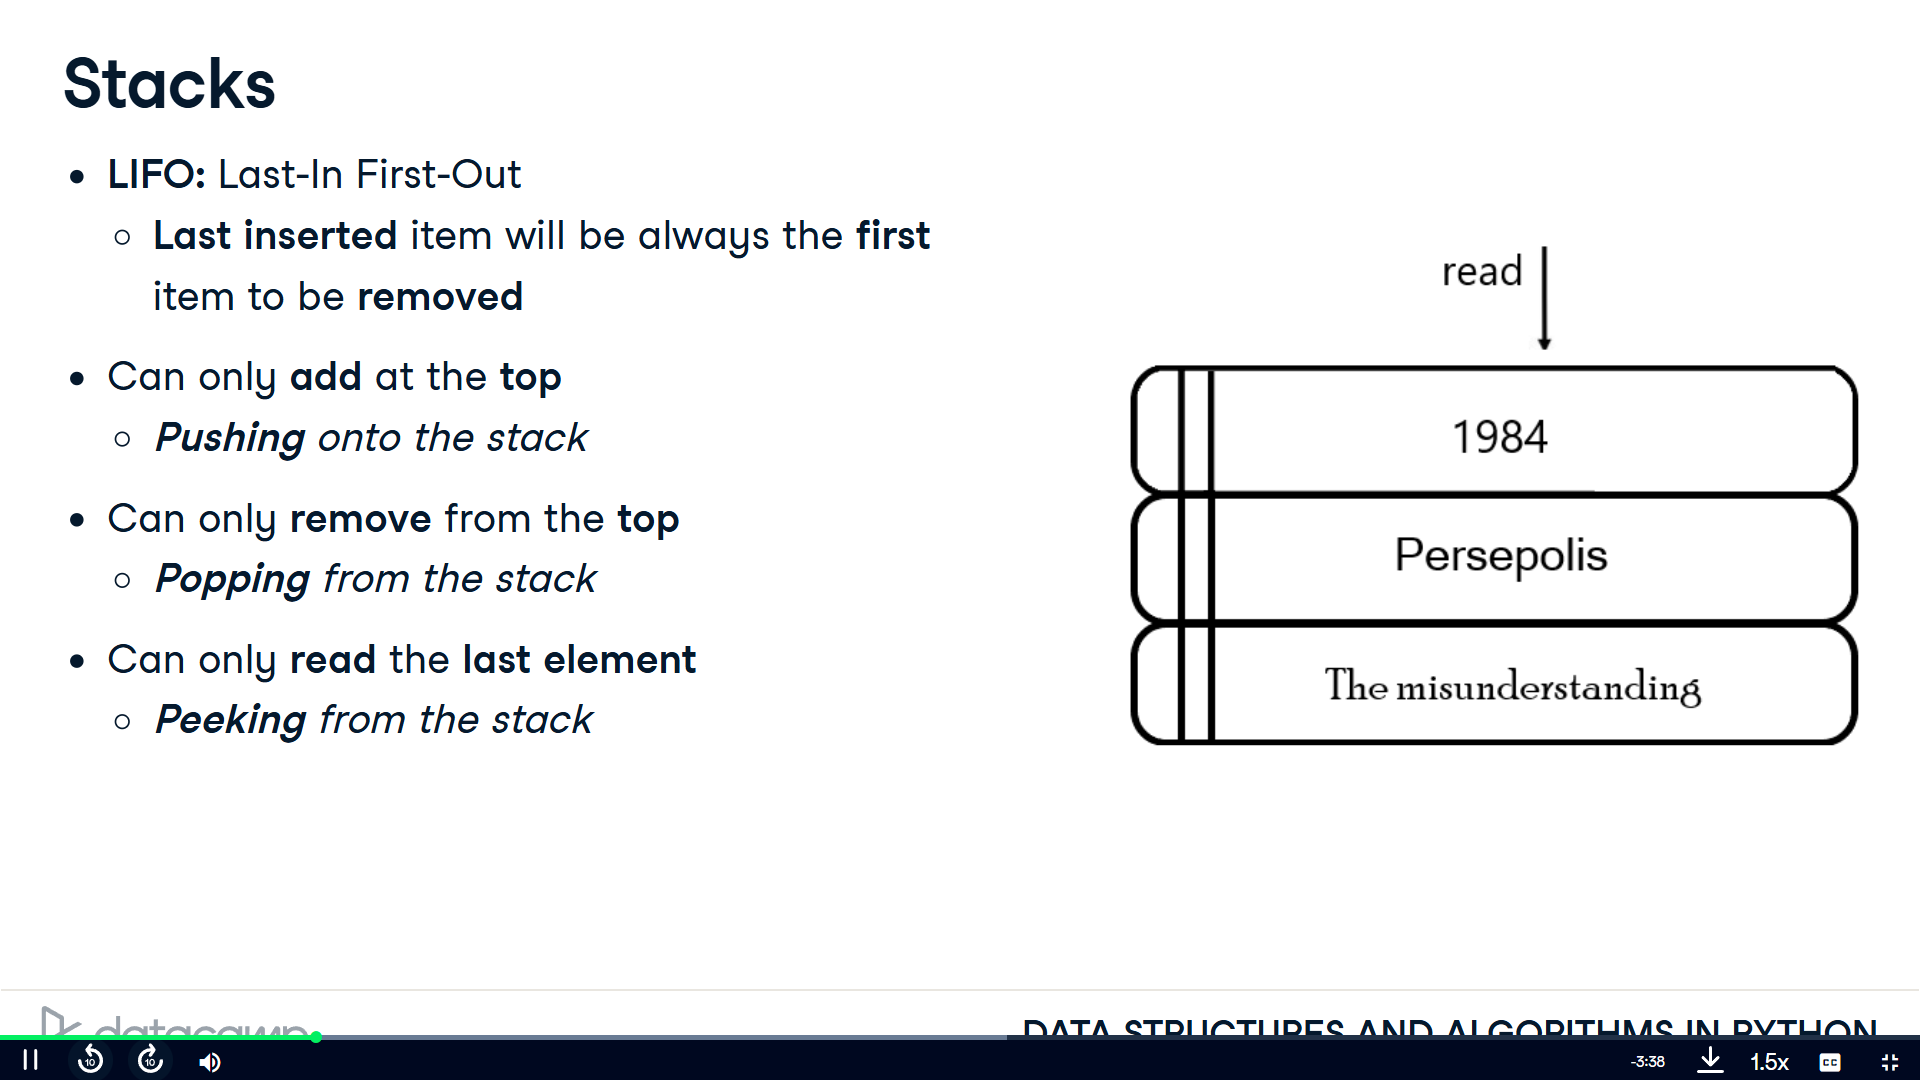 Stacks
LIFO: Last-In First-Out
Last inserted item will be always the first
item to be removed
Can only add at the top
Pushing onto the stack
Can only remove from the top
Popping from the stack
Can only read the last element
Peeking from the stack
read
1984
Persepolis
The misunderstanding
datacamp
DATA STRUCTURES AND ALGORITHMS IN PYTHON
10
10
-3:38
1.5x
CC